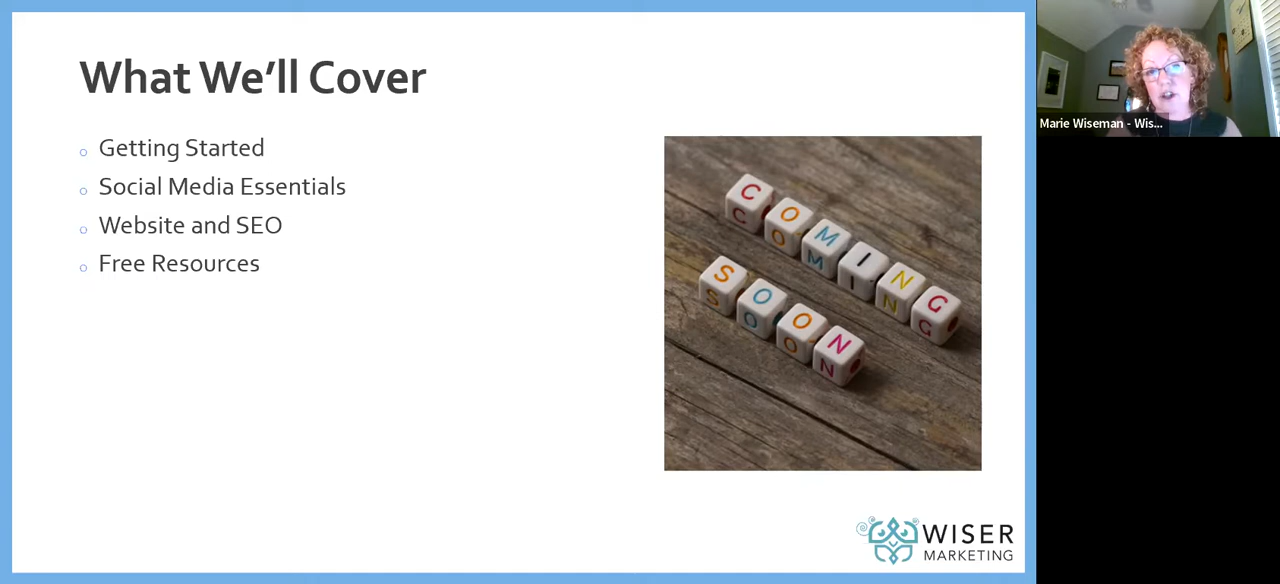 What We'll Cover
Getting Started
Social Media Essentials
Website and SEO
Free Resources
COMING
SOON
WISER
MARKETING
Marie Wiseman - Wis...